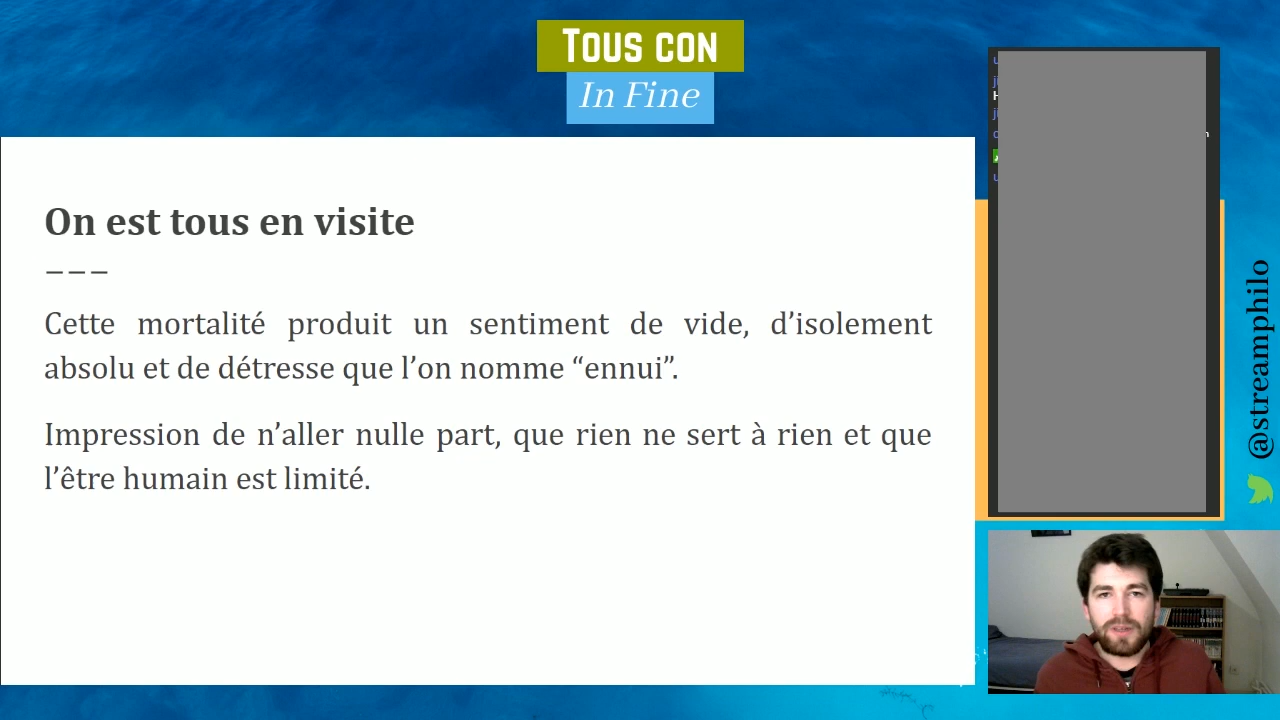 TOUS CON
In Fine
On est tous en visite
–––
Cette mortalité produit un sentiment de vide, d’isolement
absolu et de détresse que l’on nomme “ennui”.
Impression de n’aller nulle part, que rien ne sert à rien et que
l’être humain est limité.
@streamphilo